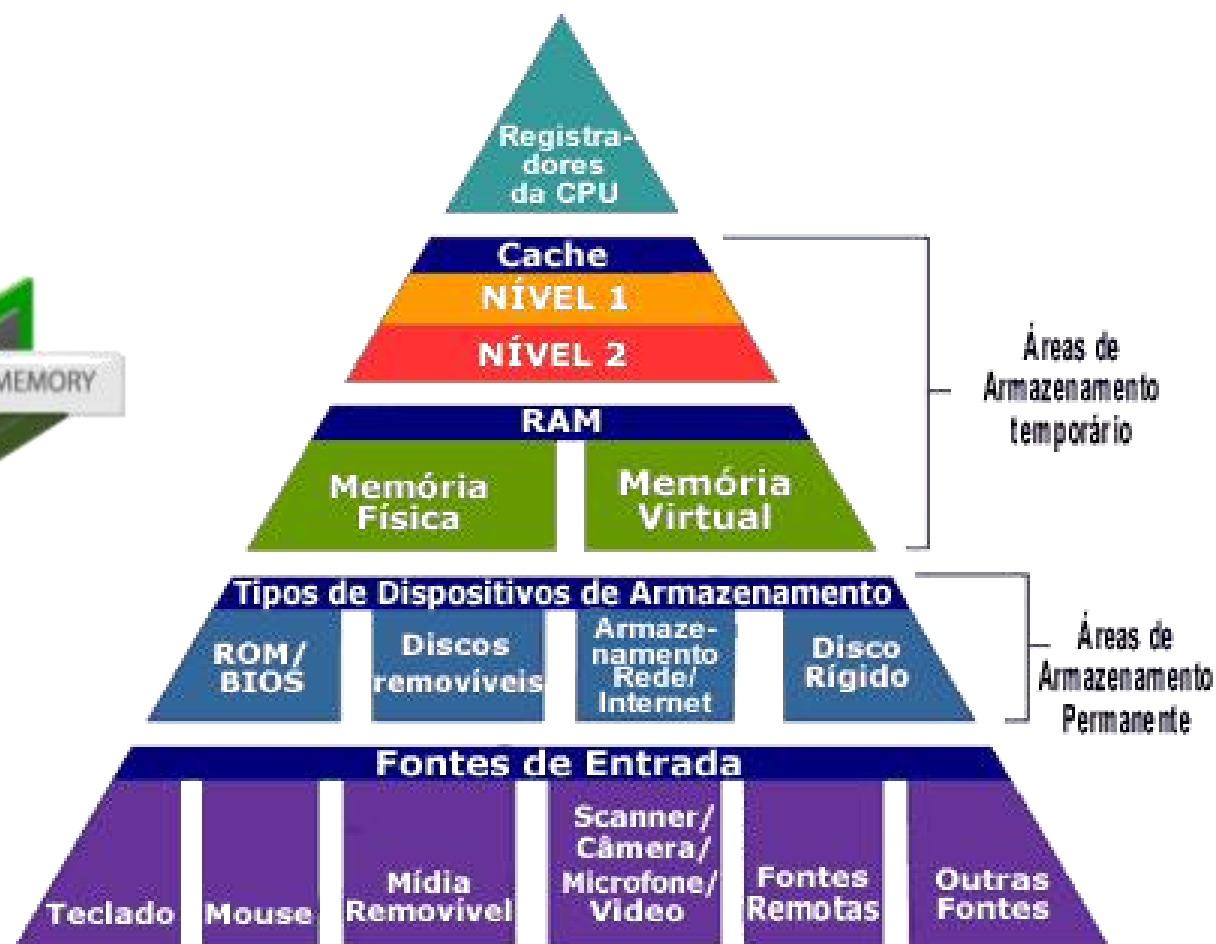 Registra-
dores
da CPU
Cache
NÍVEL 1
NÍVEL 2
MEMORY
Áreas de
Armazenamento
temporário
RAM
Memória
Física
Memória
Virtual
Tipos de Dispositivos de Armazenamento
ROM/
BIOS
Discos
removíveis
Armaze-
namento
Rede/
Internet
Disco
Rígido
Áreas de
Armazenamento
Permanente
Fontes de Entrada
Teclado
Mouse
Mídia
Removível
Scanner/
Câmera/
Microfone/
Video
Fontes
Remotas
Outras
Fontes